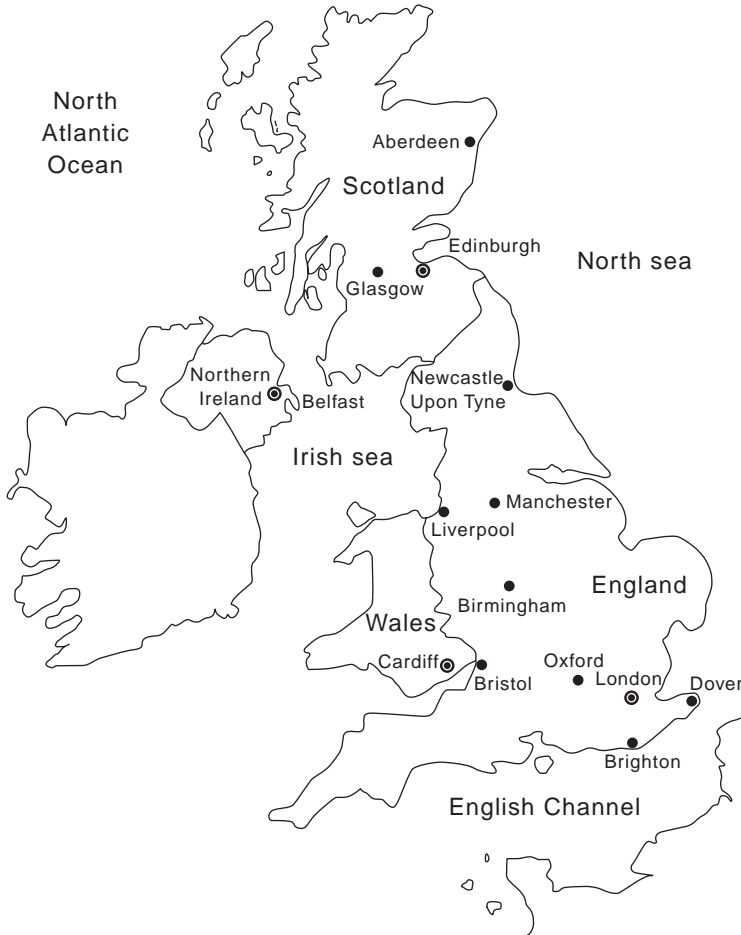 North
Atlantic
Ocean
Aberdeen
Scotland
Edinburgh
North sea
Glasgow
Northern
Ireland
Belfast
Newcastle
Upon Tyne
Irish sea
Manchester
Liverpool
England
Birmingham
Wales
Cardiff
Bristol
Oxford
London
Dover
Brighton
English Channel